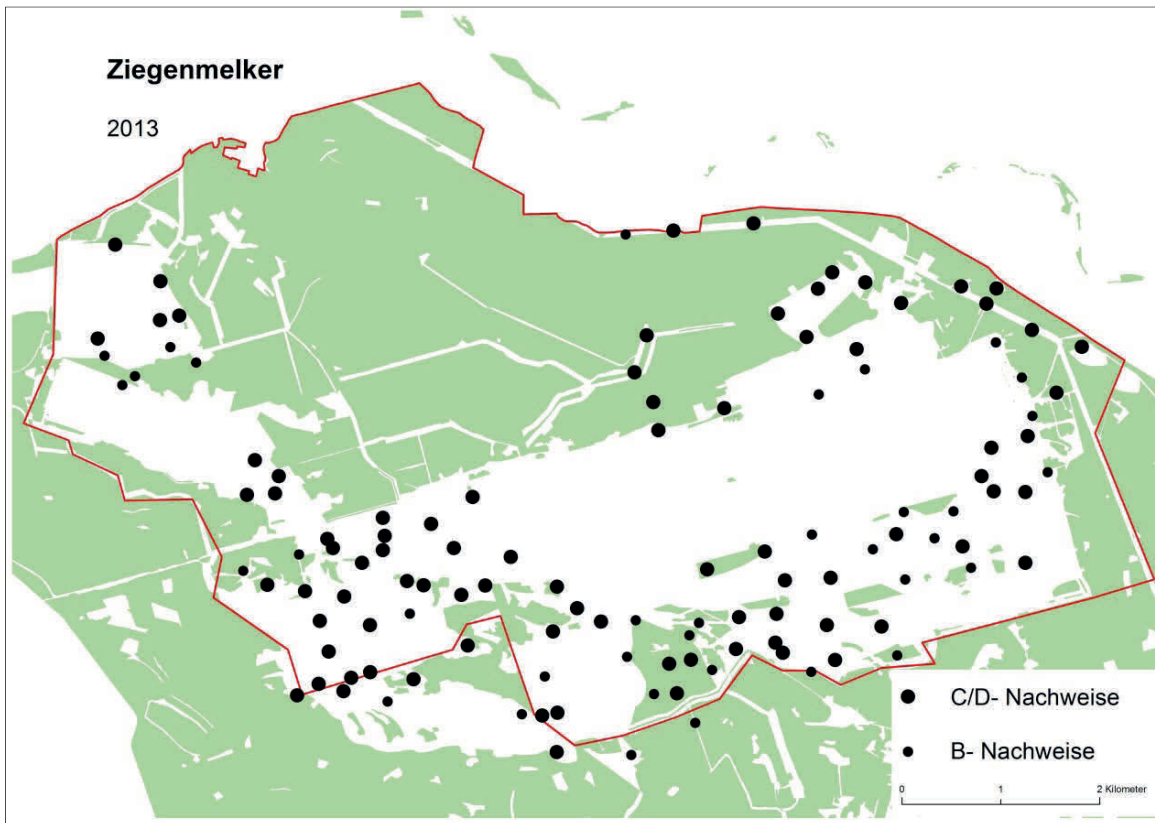 Ziegenmelker
2013
C/D- Nachweise
B- Nachweise
0 1 2 Kilometer